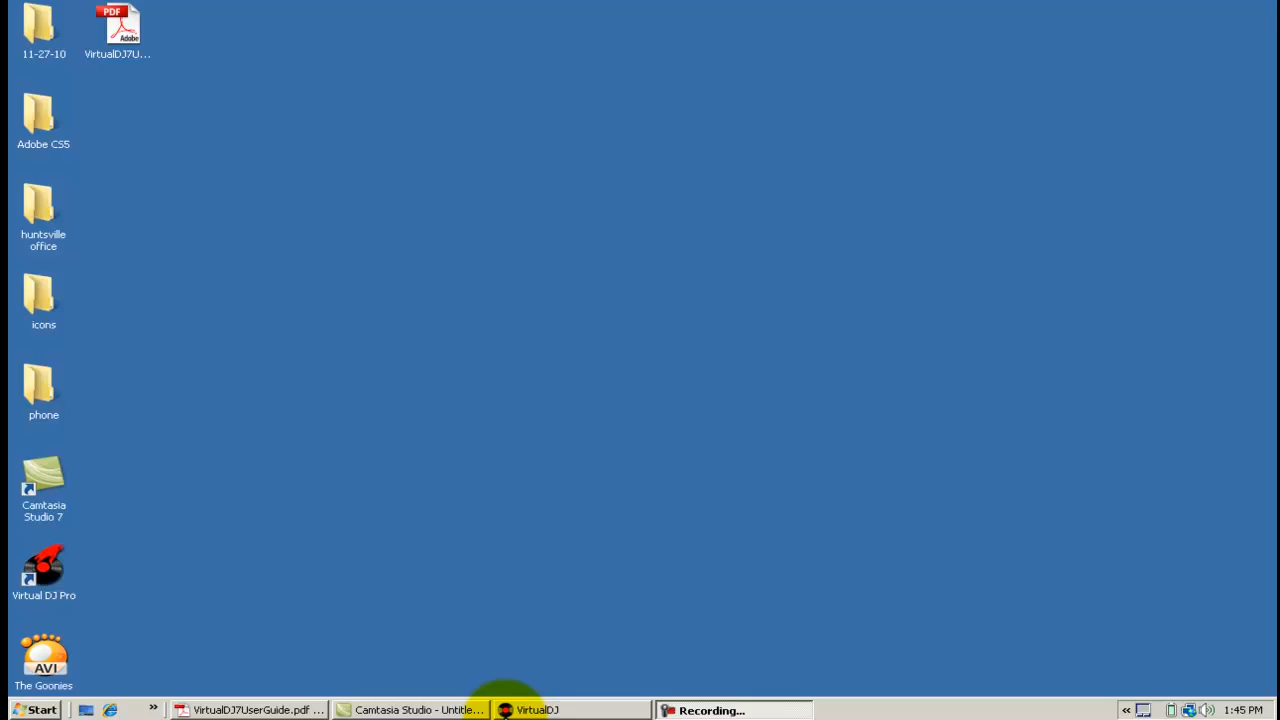 11-27-10
PDF
Adobe
VirtualDJ7U...
Adobe CS5
huntsville
office
icons
phone
Camtasia
Studio 7
Virtual DJ Pro
AVI
The Goonies
Start
»
VirtualDJ7UserGuide.pdf ...
Camtasia Studio - Untitle...
VirtualDJ
Recording...
«
1:45 PM